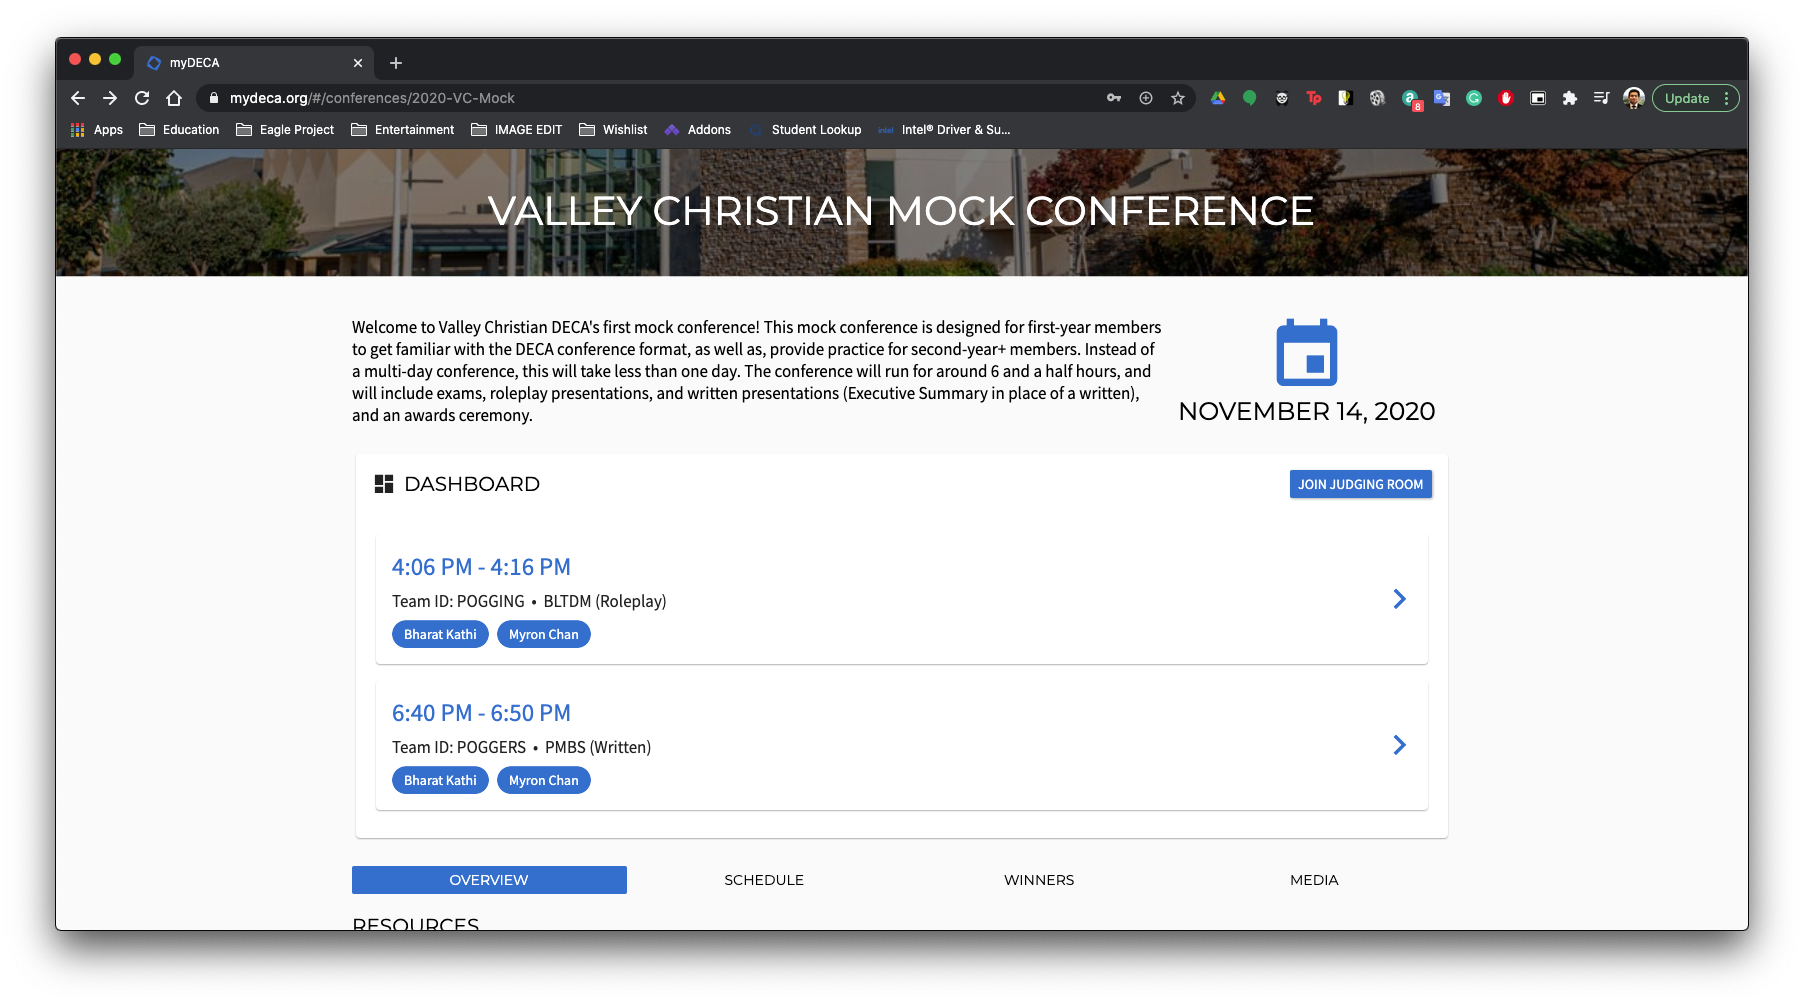 myDECA
mydeca.org/#/conferences/2020-VC-Mock
Tp
8
Update
Apps
Education
Eagle Project
Entertainment
IMAGE EDIT
Wishlist
Addons
Student Lookup
intel
Intel® Driver & Su...
VALLEY CHRISTIAN MOCK CONFERENCE
Welcome to Valley Christian DECA's first mock conference! This mock conference is designed for first-year members
to get familiar with the DECA conference format, as well as, provide practice for second-year+ members. Instead of
a multi-day conference, this will take less than one day. The conference will run for around 6 and a half hours, and
will include exams, roleplay presentations, and written presentations (Executive Summary in place of a written),
and an awards ceremony.
NOVEMBER 14, 2020
DASHBOARD
JOIN JUDGING ROOM
4:06 PM - 4:16 PM
Team ID: POGGING • BLTDM (Roleplay)
Bharat Kathi
Myron Chan
6:40 PM - 6:50 PM
Team ID: POGGERS • PMBS (Written)
Bharat Kathi
Myron Chan
OVERVIEW
SCHEDULE
WINNERS
MEDIA
RESOURCES